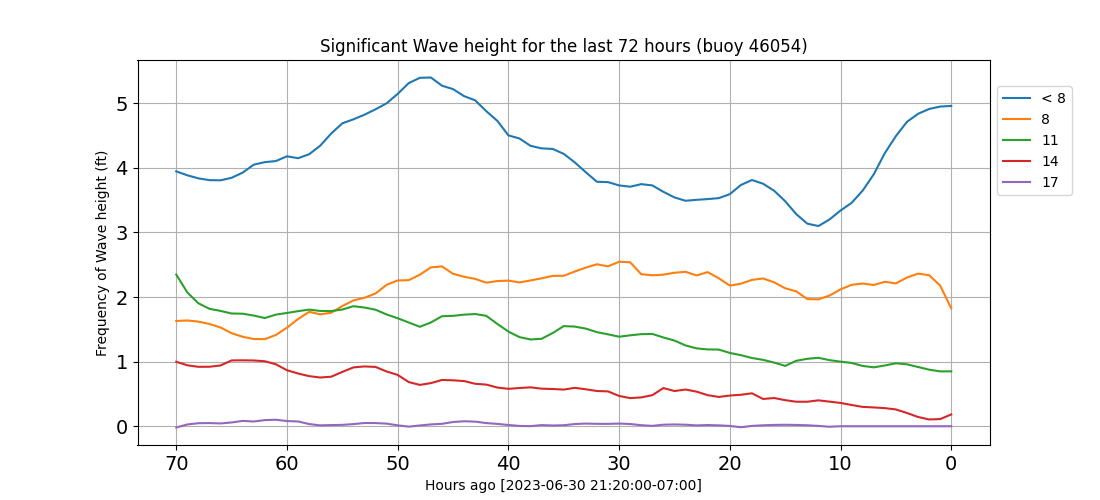 Significant Wave height for the last 72 hours (buoy 46054)
Frequency of Wave height (ft)
5
4
3
2
1
0
70 60 50 40 30 20 10 0
Hours ago [2023-06-30 21:20:00-07:00]
< 8
8
11
14
17